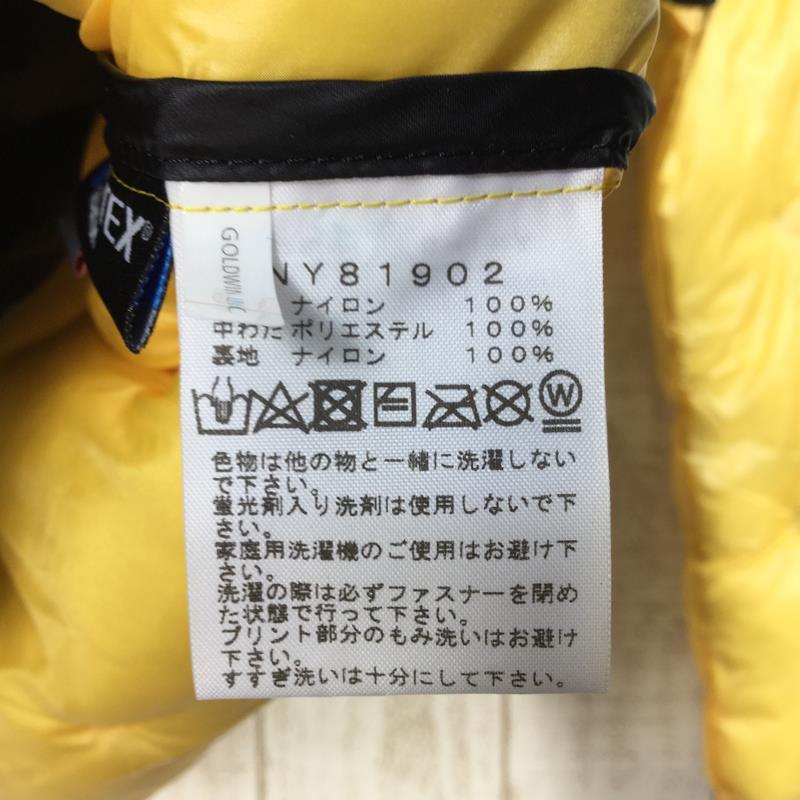 TEX®
GOLDWIN INC
NY81902
ナイロン 100%
中わた ポリエステル 100%
裏地 ナイロン 100%
W
色物は他の物と一緒に洗濯しない
で下さい。
蛍光剤入り洗剤は使用しないで下
さい。
家庭用洗濯機のご使用はお避け下
さい。
洗濯の際は必ずファスナーを閉め
た状態で行って下さい。
プリント部分のもみ洗いはお避け
下さい。
すすぎ洗いは十分にして下さい。